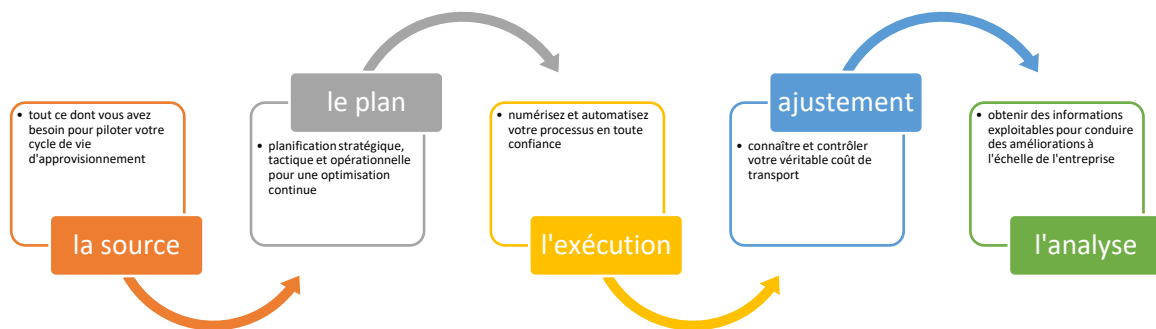 • tout ce dont vous avez
besoin pour piloter votre
cycle de vie
d'approvisionnement
la source
le plan
• planification stratégique,
tactique et opérationnelle
pour une optimisation
continue
• numérisez et automatisez
votre processus en toute
confiance
l'exécution
ajustement
• connaître et contrôler
votre véritable coût de
transport
• obtenir des informations
exploitables pour conduire
des améliorations à
l'échelle de l'entreprise
l'analyse